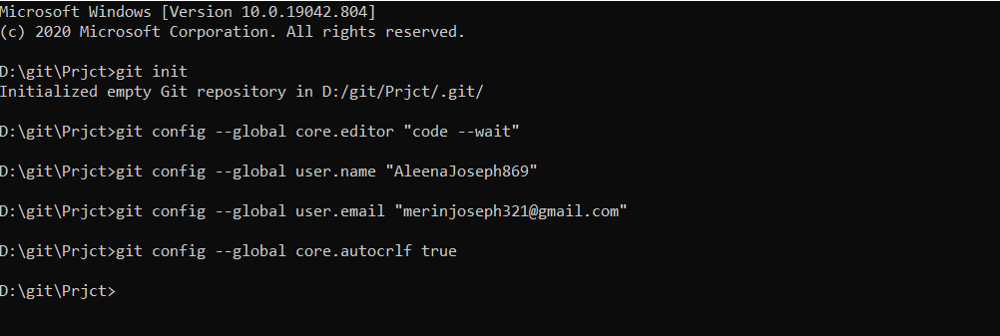 Microsoft Windows [Version 10.0.19042.804]
(c) 2020 Microsoft Corporation. All rights reserved.
D:\git\Prjct>git init
Initialized empty Git repository in D:/git/Prjct/.git/
D:\git\Prjct>git config --global core.editor "code --wait"
D:\git\Prjct>git config --global user.name "AleenaJoseph869"
D:\git\Prjct>git config --global user.email "merinjoseph321@gmail.com"
D:\git\Prjct>git config --global core.autocrlf true
D:\git\Prjct>